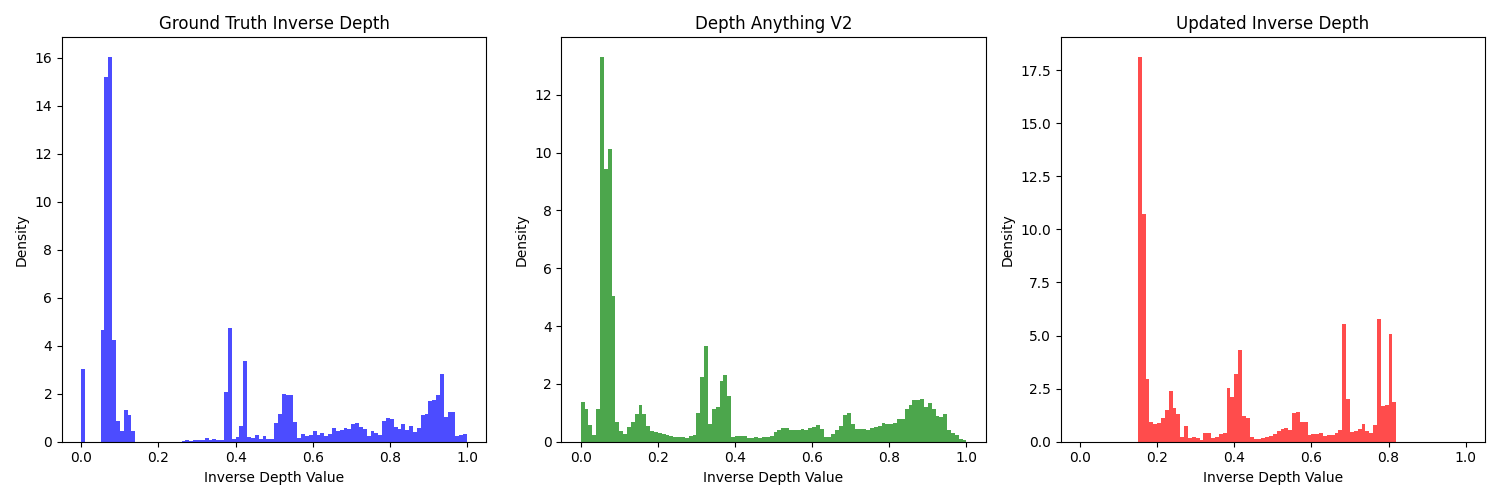 Ground Truth Inverse Depth
Density
16
14
12
10
8
6
4
2
0
0.0 0.2 0.4 0.6 0.8 1.0
Inverse Depth Value
Depth Anything V2
Density
12
10
8
6
4
2
0
0.0 0.2 0.4 0.6 0.8 1.0
Inverse Depth Value
Updated Inverse Depth
Density
17.5
15.0
12.5
10.0
7.5
5.0
2.5
0.0
0.0 0.2 0.4 0.6 0.8 1.0
Inverse Depth Value